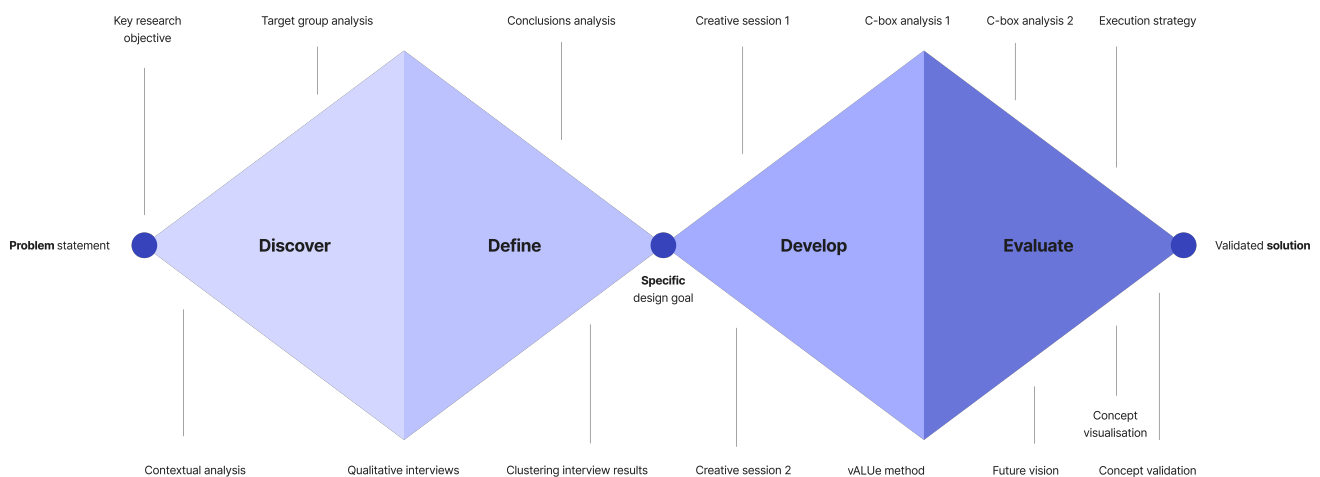 Key research
objective
Target group analysis
Conclusions analysis
Creative session 1
C-box analysis 1
C-box analysis 2
Execution strategy
Problem statement
Discover
Define
Specific
design goal
Develop
Evaluate
Validated solution
Concept
visualisation
Contextual analysis
Qualitative interviews
Clustering interview results
Creative session 2
vALUe method
Future vision
Concept validation